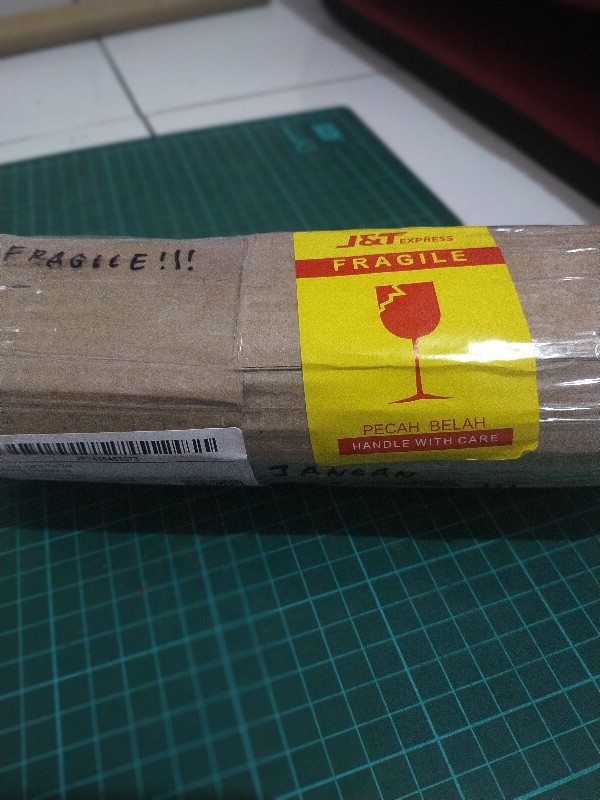 FRAGILE!!!
J&T EXPRESS
FRAGILE
PECAH BELAH
HANDLE WITH CARE
JANGAN